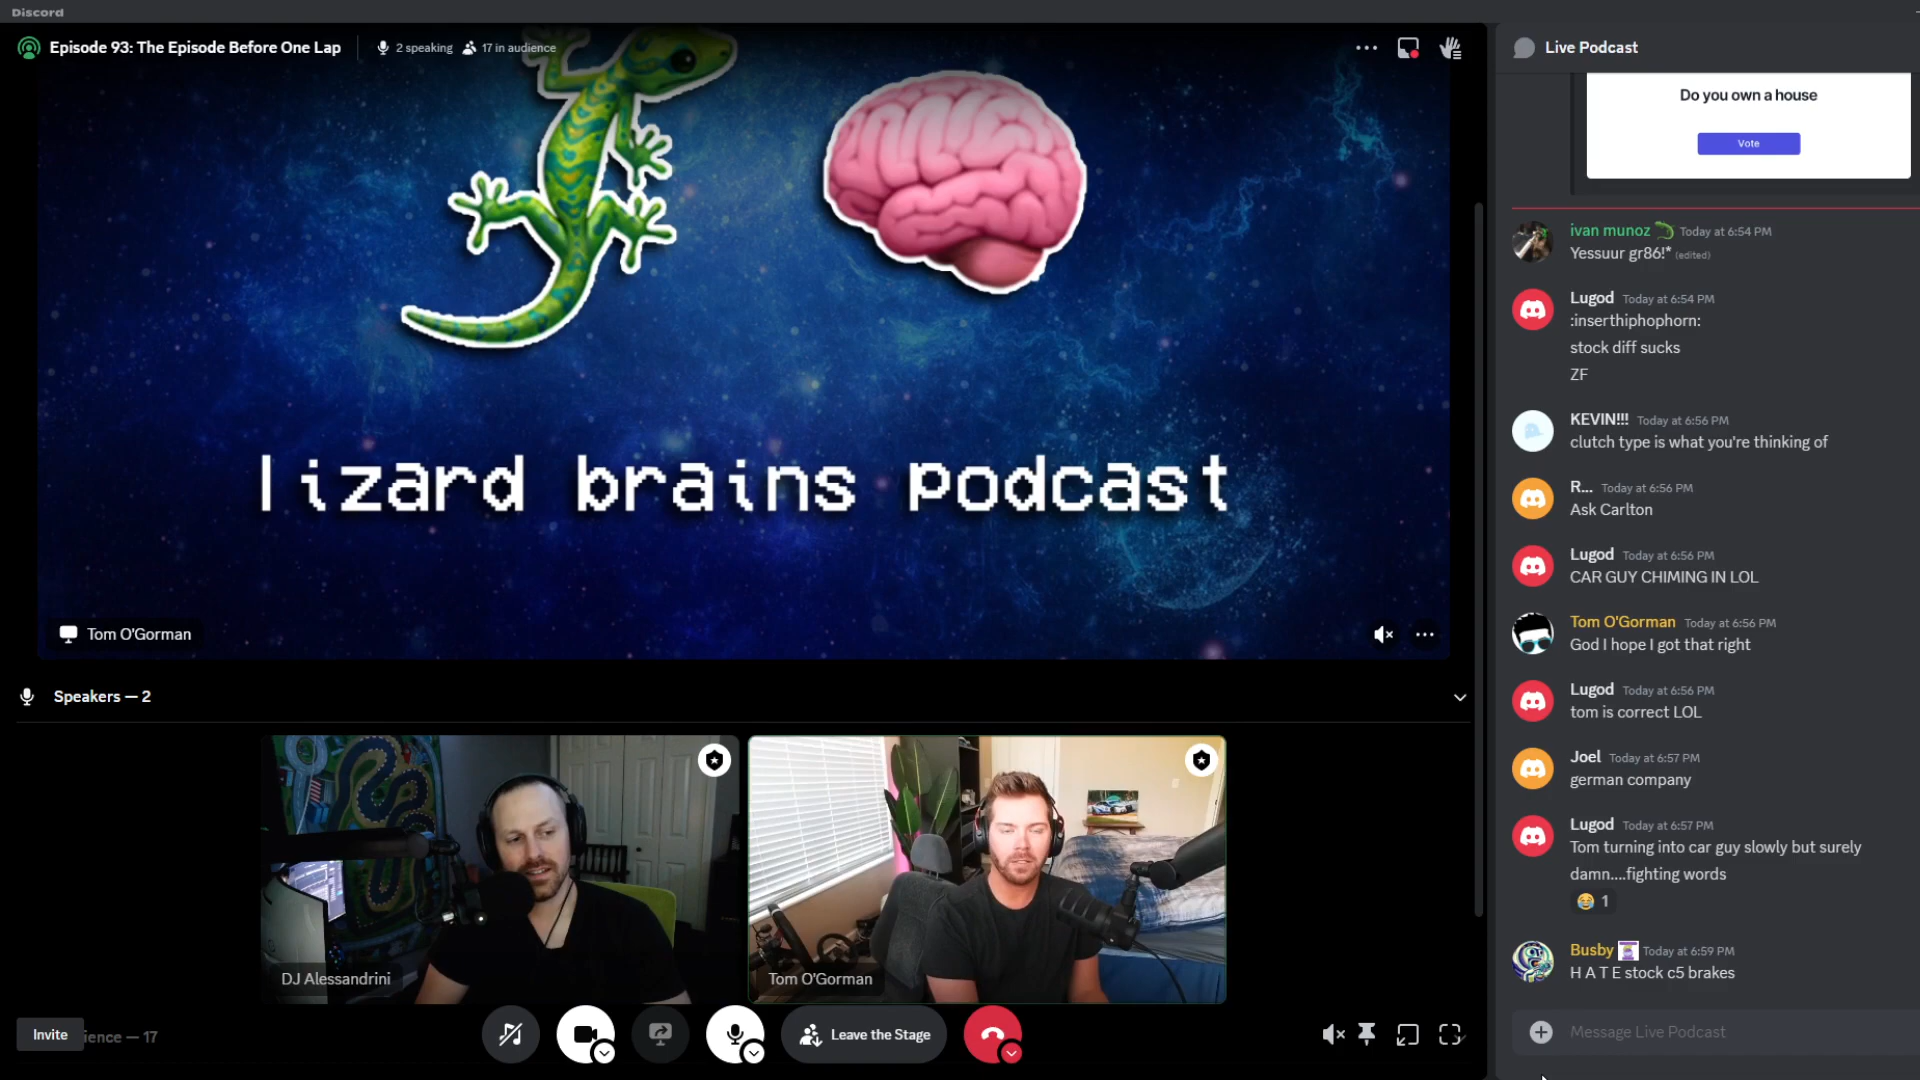 Discord
Episode 93: The Episode Before One Lap
2 speaking
17 in audience
lizard brains podcast
Tom O'Gorman
Speakers — 2
DJ Alessandrini
Tom O'Gorman
Invite
ience — 17
Leave the Stage
Live Podcast
Do you own a house
Vote
ivan munoz Today at 6:54 PM
Yessuur gr86!* (edited)
Lugod Today at 6:54 PM
:inserthiphophorn:
stock diff sucks
ZF
KEVIN!!! Today at 6:56 PM
clutch type is what you're thinking of
R... Today at 6:56 PM
Ask Carlton
Lugod Today at 6:56 PM
CAR GUY CHIMING IN LOL
Tom O'Gorman Today at 6:56 PM
God I hope I got that right
Lugod Today at 6:56 PM
tom is correct LOL
Joel Today at 6:57 PM
german company
Lugod Today at 6:57 PM
Tom turning into car guy slowly but surely
damn....fighting words
1
Busby Today at 6:59 PM
H A T E stock c5 brakes
Message Live Podcast